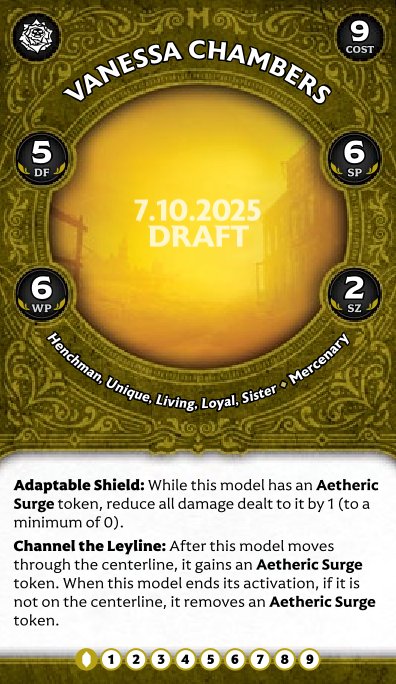 M
9
COST
VANESSA CHAMBERS
5
DF
6
SP
7.10.2025
DRAFT
6
WP
2
SZ
Henchman, Unique, Living, Loyal, Sister • Mercenary
Adaptable Shield: While this model has an Aetheric
Surge token, reduce all damage dealt to it by 1 (to a
minimum of 0).
Channel the Leyline: After this model moves
through the centerline, it gains an Aetheric Surge
token. When this model ends its activation, if it is
not on the centerline, it removes an Aetheric Surge
token.
1 2 3 4 5 6 7 8 9